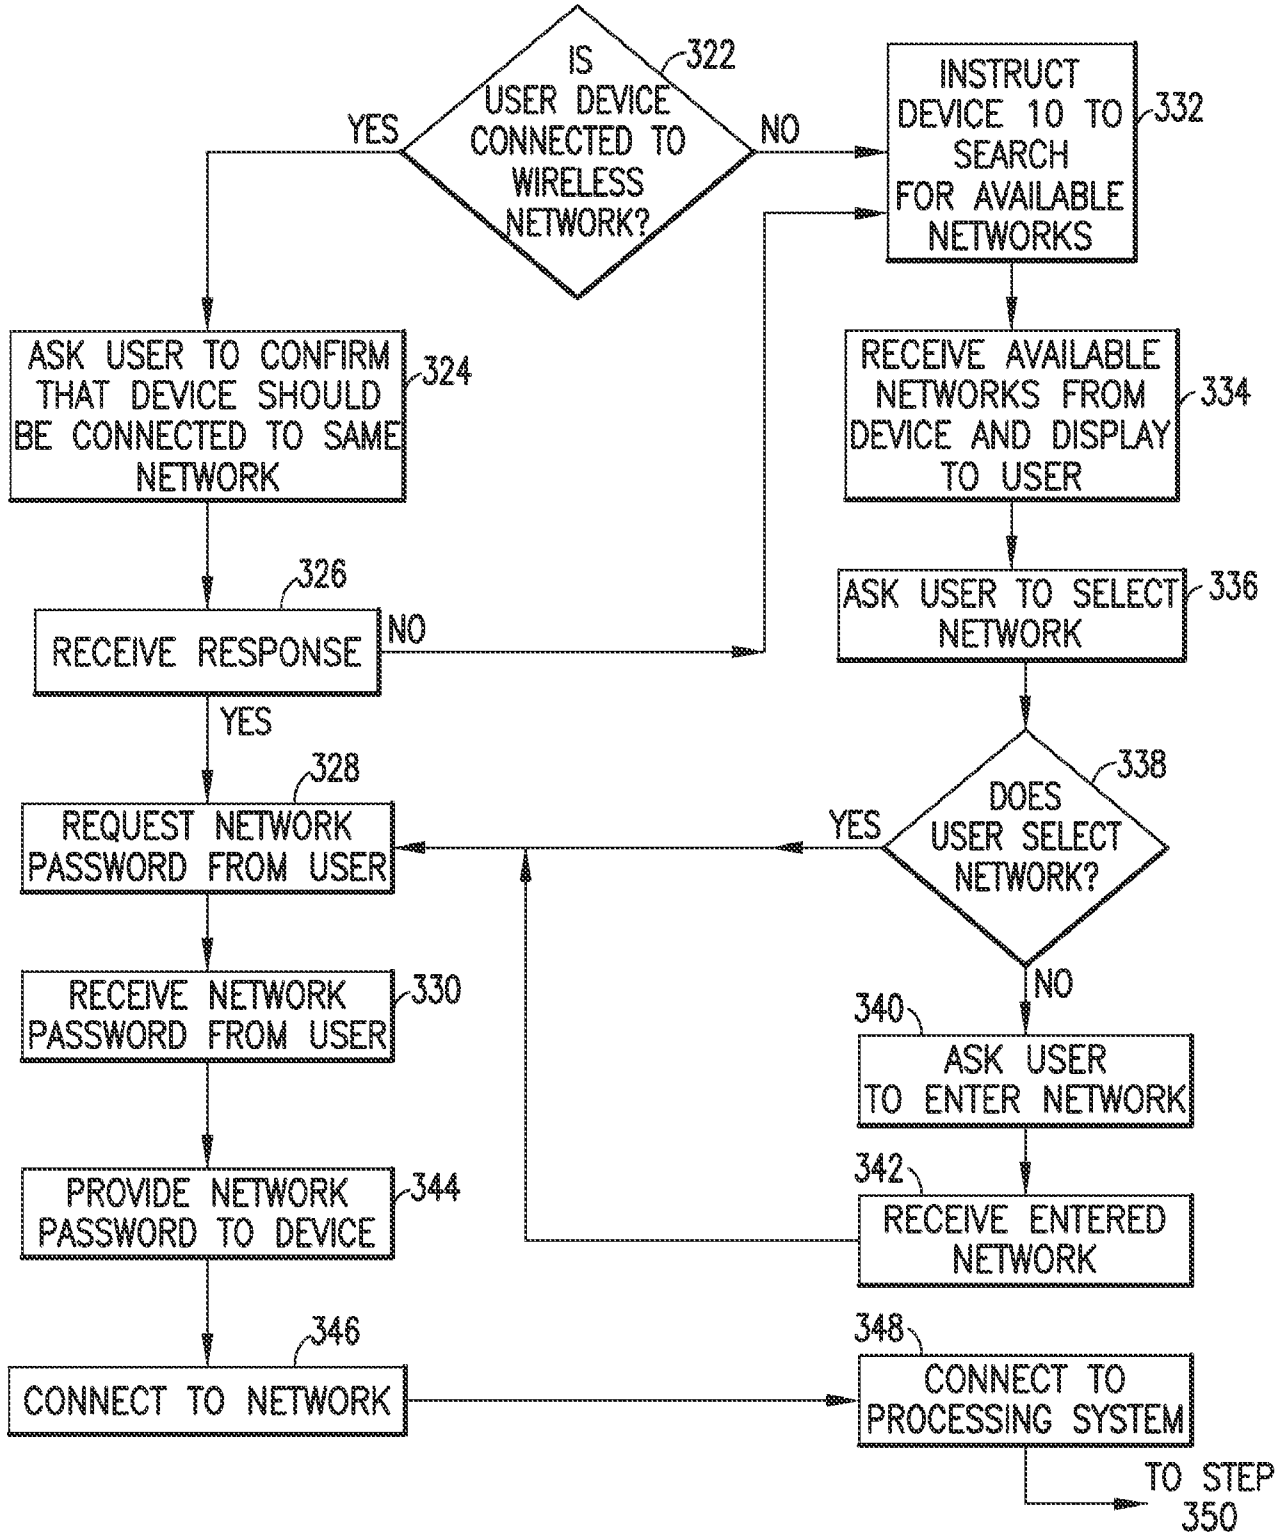 IS
USER DEVICE
CONNECTED TO
WIRELESS
NETWORK?
322
YES
NO
INSTRUCT
DEVICE 10 TO
SEARCH
FOR AVAILABLE
NETWORKS
332
ASK USER TO CONFIRM
THAT DEVICE SHOULD
BE CONNECTED TO SAME
NETWORK
324
RECEIVE AVAILABLE
NETWORKS FROM
DEVICE AND DISPLAY
TO USER
334
326
RECEIVE RESPONSE
NO
YES
ASK USER TO SELECT
NETWORK
336
328
REQUEST NETWORK
PASSWORD FROM USER
YES
DOES
USER SELECT
NETWORK?
338
NO
RECEIVE NETWORK
PASSWORD FROM USER
330
340
ASK USER
TO ENTER NETWORK
PROVIDE NETWORK
PASSWORD TO DEVICE
344
342
RECEIVE ENTERED
NETWORK
346
CONNECT TO NETWORK
348
CONNECT TO
PROCESSING SYSTEM
TO STEP
350